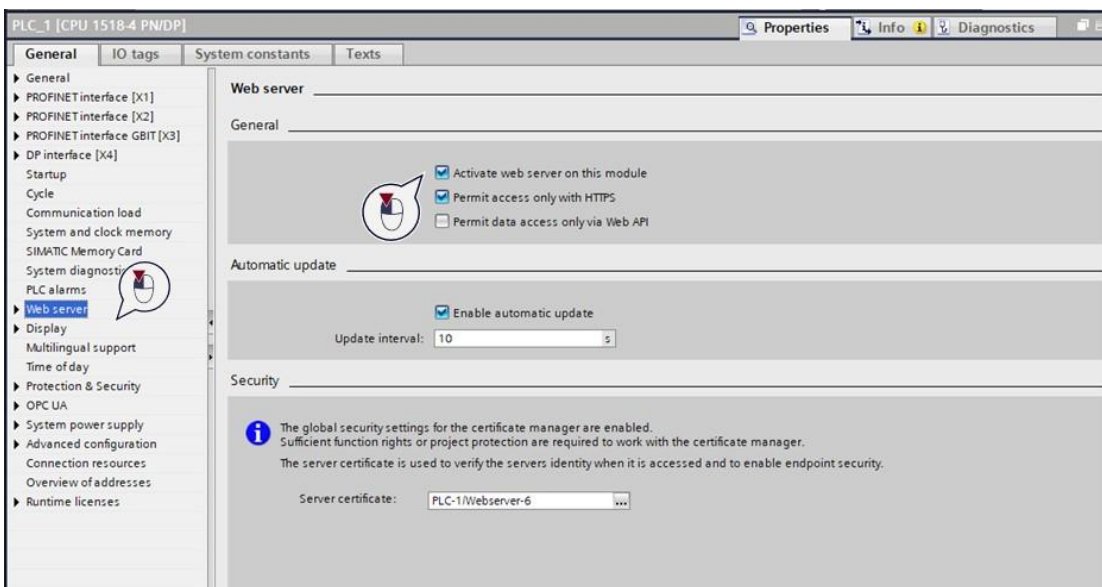 PLC_1 [CPU 1518-4 PN/DP]
Properties
Info
Diagnostics
General
IO tags
System constants
Texts
General
PROFINET interface [X1]
PROFINET interface [X2]
PROFINET interface GBIT [X3]
DP interface [X4]
Startup
Cycle
Communication load
System and clock memory
SIMATIC Memory Card
System diagnostic
PLC alarms
Web server
Display
Multilingual support
Time of day
Protection & Security
OPC UA
System power supply
Advanced configuration
Connection resources
Overview of addresses
Runtime licenses
Web server
General
Activate web server on this module
Permit access only with HTTPS
Permit data access only via Web API
Automatic update
Enable automatic update
Update interval: 10 s
Security
The global security settings for the certificate manager are enabled.
Sufficient function rights or project protection are required to work with the certificate manager.
The server certificate is used to verify the servers identity when it is accessed and to enable endpoint security.
Server certificate: PLC-1/Webserver-6 ...